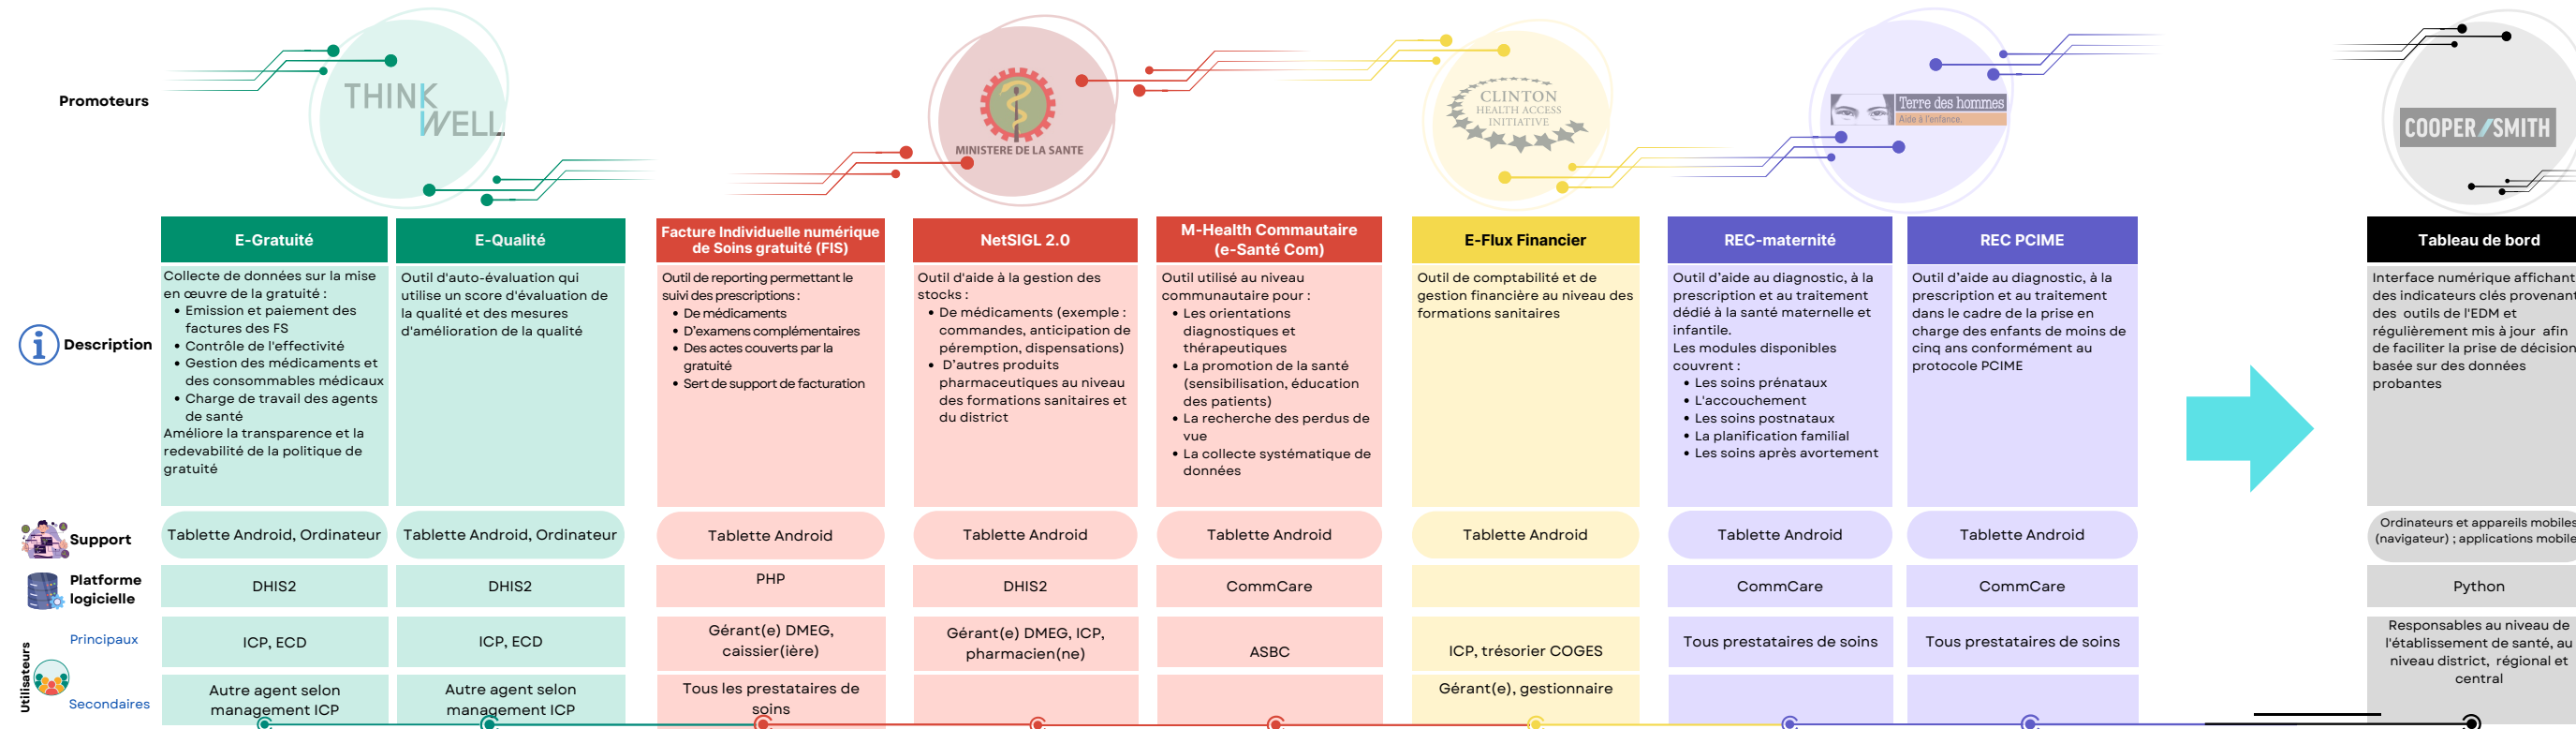 Promoteurs
THINK
WELL
MINISTERE DE LA SANTE
CLINTON
HEALTH ACCESS
INITIATIVE
Terre des hommes
Aide à l'enfance.
COOPER/SMITH
E-Gratuité
E-Qualité
Facture Individuelle numérique
de Soins gratuité (FIS)
NetSIGL 2.0
M-Health Commautaire
(e-Santé Com)
E-Flux Financier
REC-maternité
REC PCIME
Tableau de bord
Description
Collecte de données sur la mise
en œuvre de la gratuité :
• Emission et paiement des
factures des FS
• Contrôle de l'effectivité
• Gestion des médicaments et
des consommables médicaux
• Charge de travail des agents
de santé
Améliore la transparence et la
redevabilité de la politique de
gratuité
Outil d'auto-évaluation qui
utilise un score d'évaluation de
la qualité et des mesures
d'amélioration de la qualité
Outil de reporting permettant le
suivi des prescriptions :
• De médicaments
• D'examens complémentaires
• Des actes couverts par la
gratuité
• Sert de support de facturation
Outil d'aide à la gestion des
stocks :
• De médicaments (exemple :
commandes, anticipation de
péremption, dispensations)
• D'autres produits
pharmaceutiques au niveau
des formations sanitaires et
du district
Outil utilisé au niveau
communautaire pour :
• Les orientations
diagnostiques et
thérapeutiques
• La promotion de la santé
(sensibilisation, éducation
des patients)
• La recherche des perdus de
vue
• La collecte systématique de
données
Outil de comptabilité et de
gestion financière au niveau des
formations sanitaires
Outil d'aide au diagnostic, à la
prescription et au traitement
dédié à la santé maternelle et
infantile.
Les modules disponibles
couvrent :
• Les soins prénataux
• L'accouchement
• Les soins postnataux
• La planification familial
• Les soins après avortement
Outil d'aide au diagnostic, à la
prescription et au traitement
dans le cadre de la prise en
charge des enfants de moins de
cinq ans conformément au
protocole PCIME
Interface numérique affichant
des indicateurs clés provenant
des outils de l'EDM et
régulièrement mis à jour afin
de faciliter la prise de décision
basée sur des données
probantes
Support
Tablette Android, Ordinateur
Tablette Android, Ordinateur
Tablette Android
Tablette Android
Tablette Android
Tablette Android
Tablette Android
Tablette Android
Ordinateurs et appareils mobiles
(navigateur) ; applications mobile
Platforme
logicielle
DHIS2
DHIS2
PHP
DHIS2
CommCare
CommCare
CommCare
Python
Utilisateurs
Principaux
ICP, ECD
ICP, ECD
Gérant(e) DMEG,
caissier(ière)
Gérant(e) DMEG, ICP,
pharmacien(ne)
ASBC
ICP, trésorier COGES
Tous prestataires de soins
Tous prestataires de soins
Responsables au niveau de
l'établissement de santé, au
niveau district, régional et
central
Secondaires
Autre agent selon
management ICP
Autre agent selon
management ICP
Tous les prestataires de
soins
Gérant(e), gestionnaire